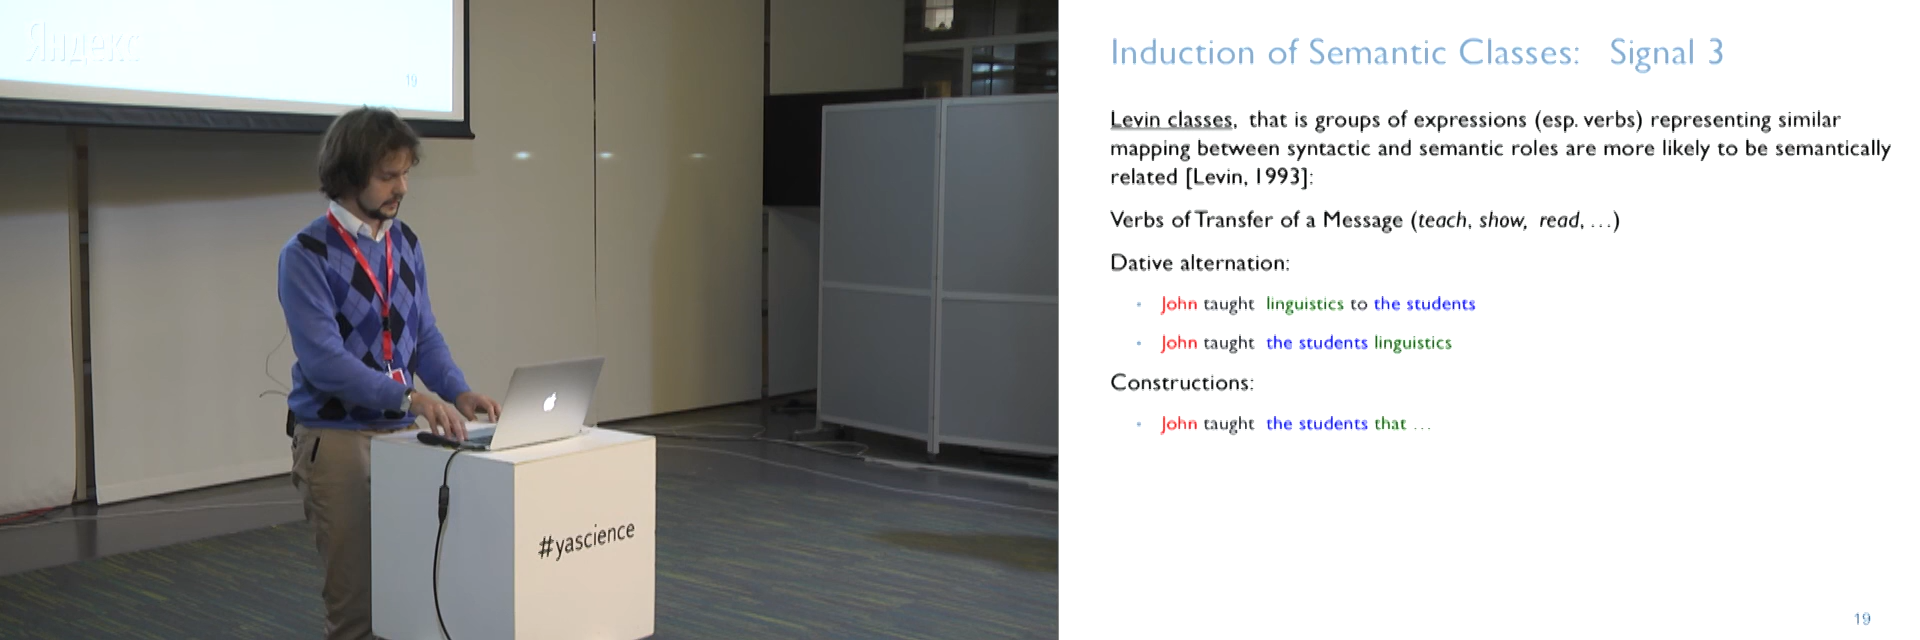 Яндекс
19
#yascience
Induction of Semantic Classes: Signal 3
Levin classes, that is groups of expressions (esp. verbs) representing similar
mapping between syntactic and semantic roles are more likely to be semantically
related [Levin, 1993]:
Verbs of Transfer of a Message (teach, show, read, …)
Dative alternation:
• John taught linguistics to the students
• John taught the students linguistics
Constructions:
• John taught the students that …
19